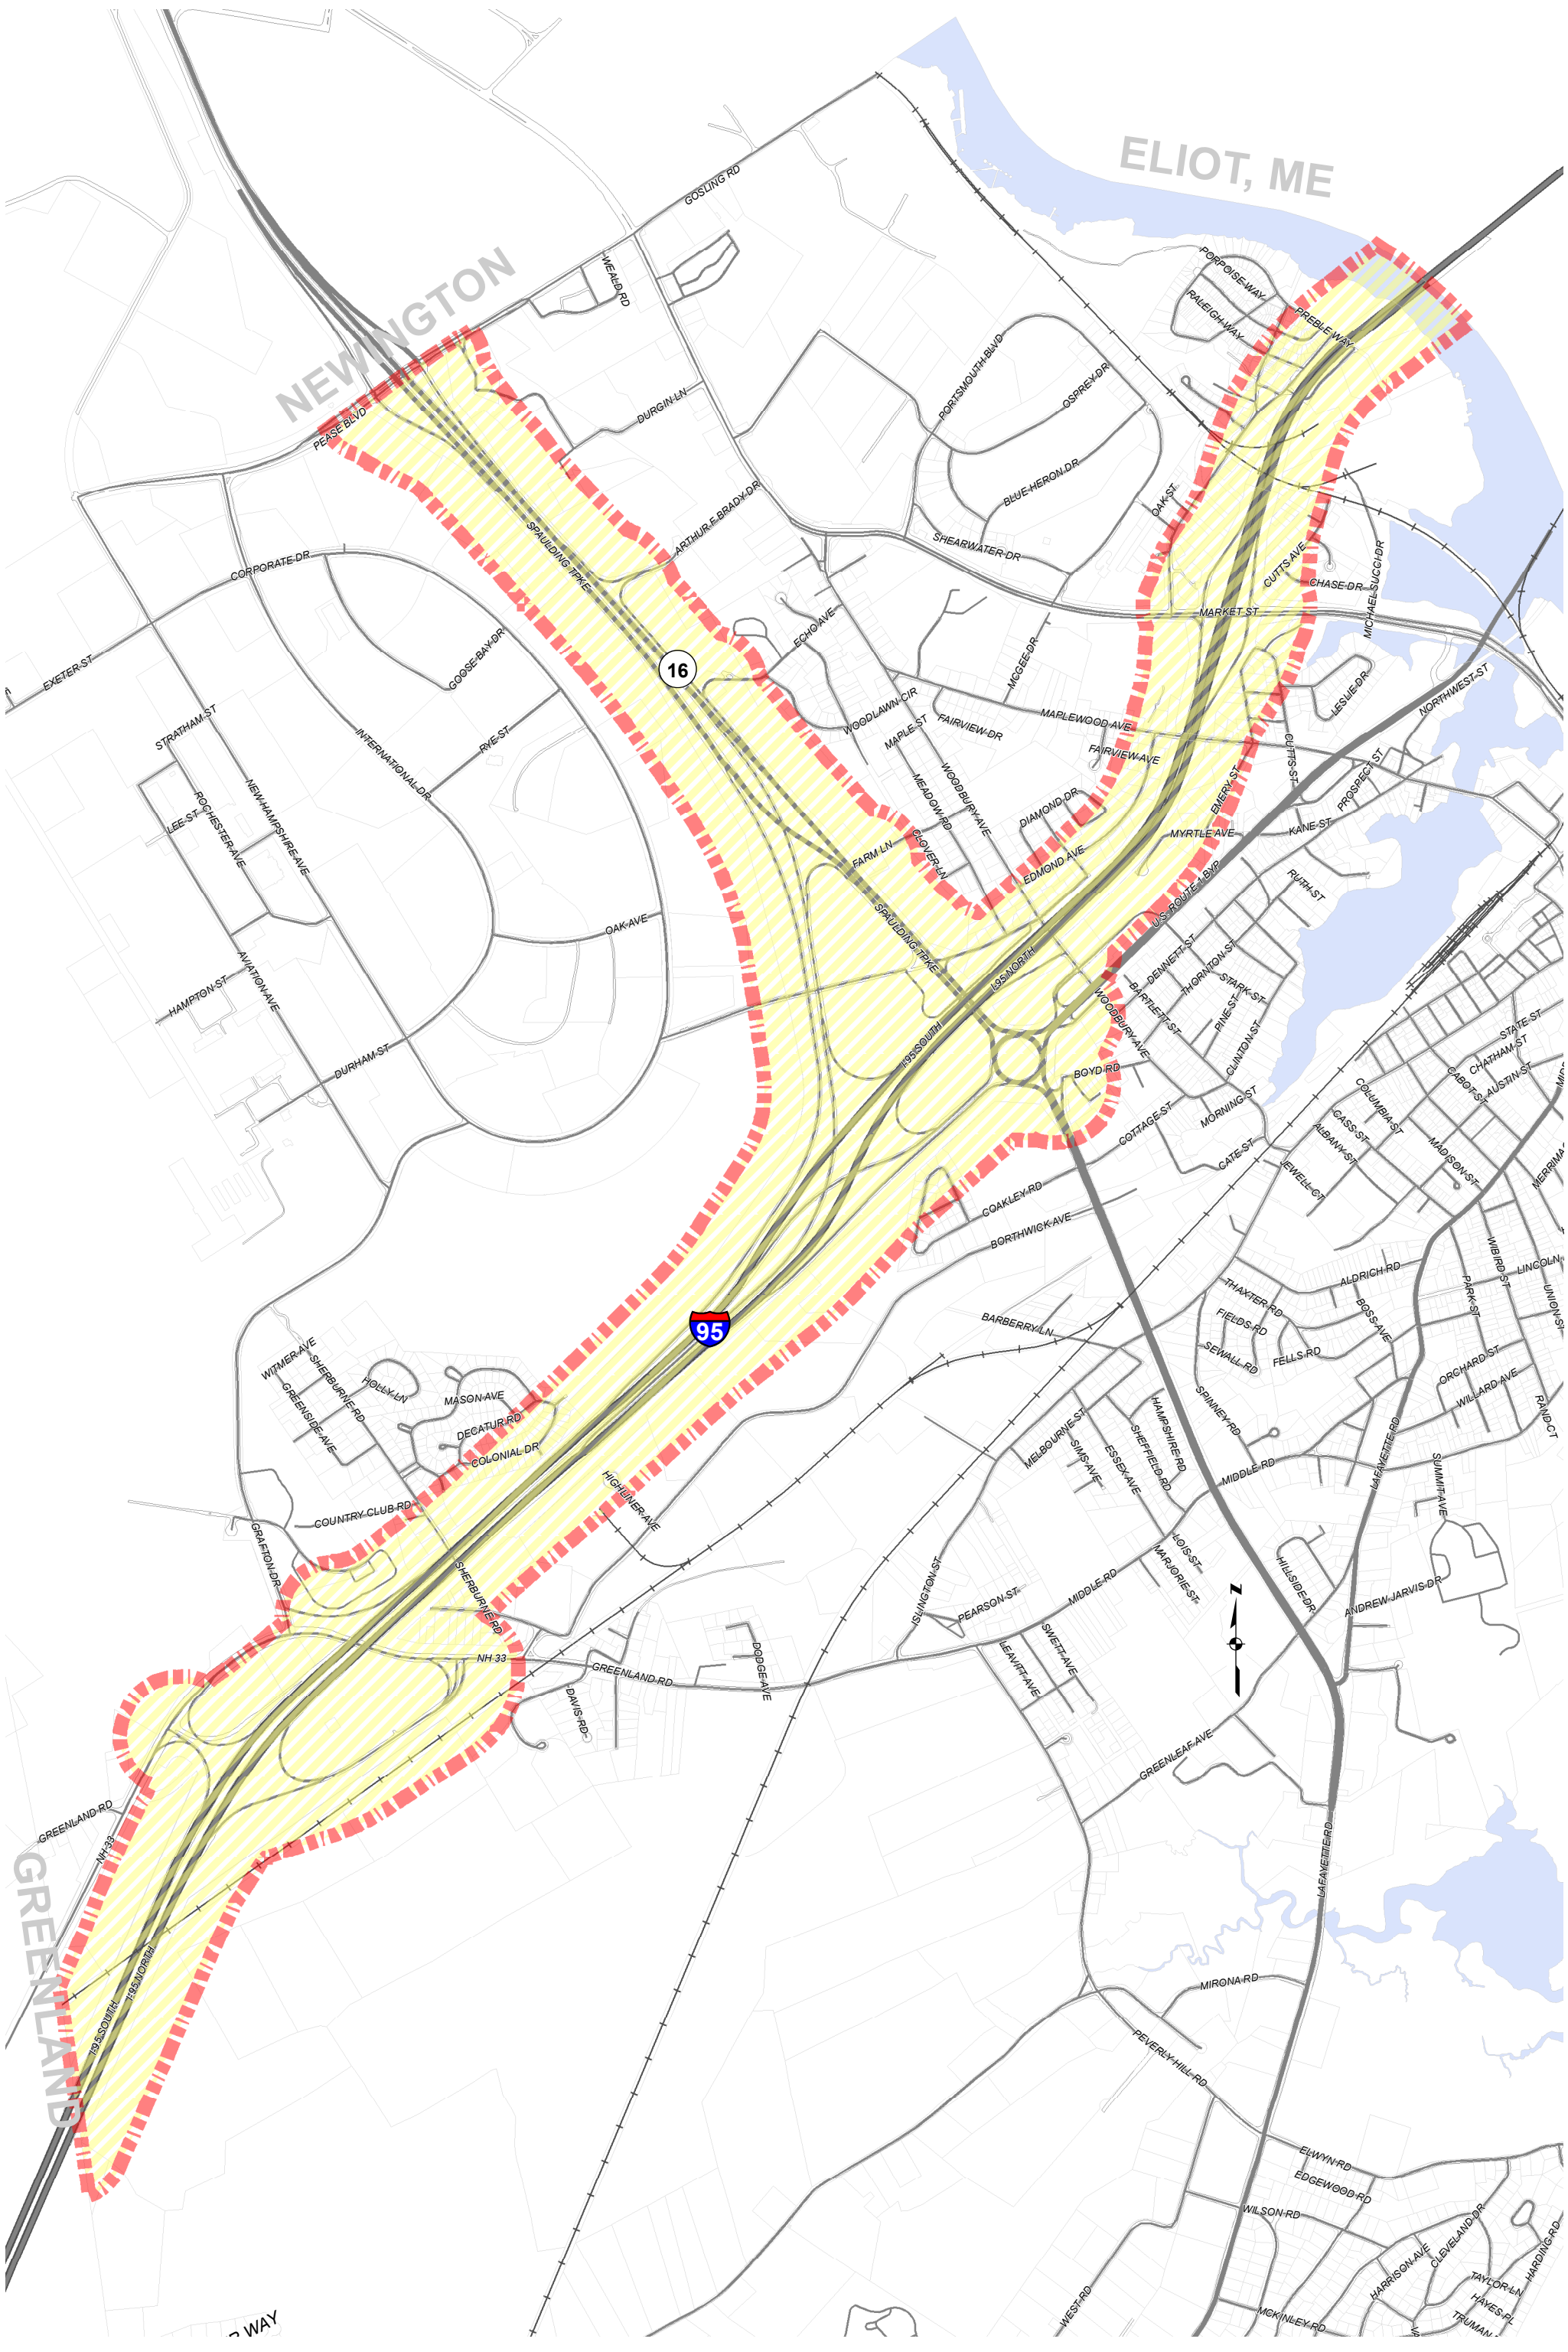 ELIOT, ME
GOSLING RD
NEWINGTON
WEALD RD
PORPOISE WAY
RALEIGH WAY
PREBLE WAY
PEASE BLVD
DURGIN LN
PORTSMOUTH BLVD
OSPREY DR
BLUE HERON DR
OAK ST
SHEARWATER DR
ARTHUR F BRADY DR
SPAULDING TPKE
CORPORATE DR
CUTTS AVE
CHASE DR
MICHAEL SUCCI DR
MARKET ST
EXETER ST
GOOSE BAY DR
16
ECHO AVE
MCGEE DR
LESLIE DR
NORTHWEST ST
STRATHAM ST
INTERNATIONAL DR
RYE ST
WOODLAWN CIR
MAPLE ST
FAIRVIEW DR
MAPLEWOOD AVE
FAIRVIEW AVE
CUTTS ST
PROSPECT ST
NEW HAMPSHIRE AVE
ROCHESTER AVE
LEE ST
MEADOW RD
WOODBURY AVE
DIAMOND DR
EMERY ST
MYRTLE AVE
KANE ST
FARM LN
CLOVER LN
EDMOND AVE
U.S. ROUTE 1 BYP
RUTH ST
OAK AVE
SPAULDING TPKE
I-95 NORTH
I-95 SOUTH
AVIATION AVE
HAMPTON ST
DURHAM ST
DENNETT ST
THORNTON ST
STARK ST
BARTLETT ST
PINE ST
CLINTON ST
WOODBURY AVE
BOYD RD
MORNING ST
COTTAGE ST
CATE ST
JEWELL CT
STATE ST
CHATHAM ST
CABOT ST
AUSTIN ST
COLUMBIA ST
CASS ST
ALBANY ST
MADISON ST
MERRIMA
MID
COAKLEY RD
BORTHWICK AVE
WIBIRD ST
LINCOLN
PARK ST
UNION ST
ALDRICH RD
THAXTER RD
FIELDS RD
BOSS AVE
SEWALL RD
FELLS RD
ORCHARD ST
WILLARD AVE
RAND CT
95
BARBERRY LN
WITMER AVE
SHERBURNE RD
GREENSIDE AVE
HOLLY LN
MASON AVE
DECATUR RD
COLONIAL DR
SPINNEY RD
HAMPSHIRE RD
SHEFFIELD RD
ESSEX AVE
SIMS AVE
MELBOURNE ST
LAFAYETTE RD
MIDDLE RD
SUMMIT AVE
HIGHLINER AVE
COUNTRY CLUB RD
GRAFTON DR
SHERBURNE RD
LOIS ST
MARJORIE ST
HILLSIDE DR
ANDREW JARVIS DR
ISLINGTON ST
PEARSON ST
MIDDLE RD
N
NH 33
GREENLAND RD
DODGE AVE
DAVIS RD
LEAVITT AVE
SWETT AVE
GREENLEAF AVE
GREENLAND RD
NH 33
GREENLAND
LAFAYETTE RD
I-95 NORTH
I-95 SOUTH
MIRONA RD
PEVERLY HILL RD
ELWYN RD
EDGEWOOD RD
WILSON RD
HARRISON AVE
CLEVELAND DR
HARDING RD
TAYLOR LN
HAYES PL
TRUMAN
MCKINLEY RD
WEST RD
WAY